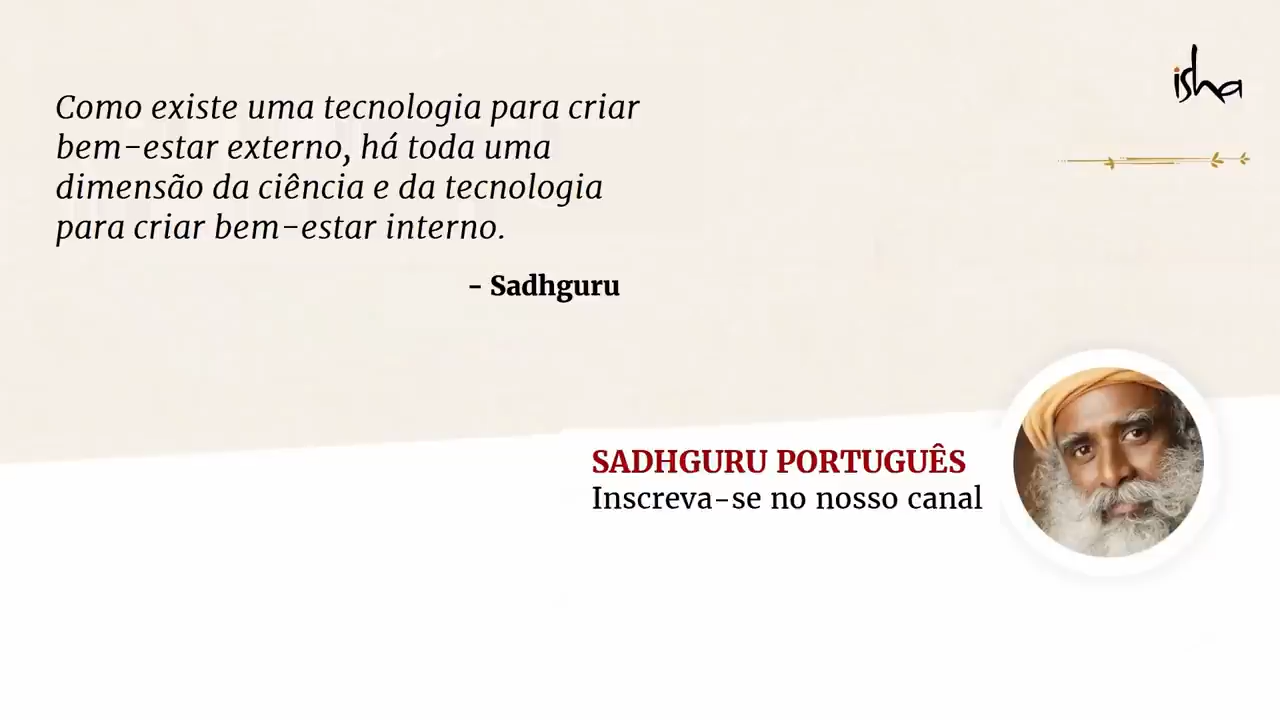 isha
Como existe uma tecnologia para criar
bem-estar externo, há toda uma
dimensão da ciência e da tecnologia
para criar bem-estar interno.
- Sadhguru
SADHGURU PORTUGUÊS
Inscreva-se no nosso canal